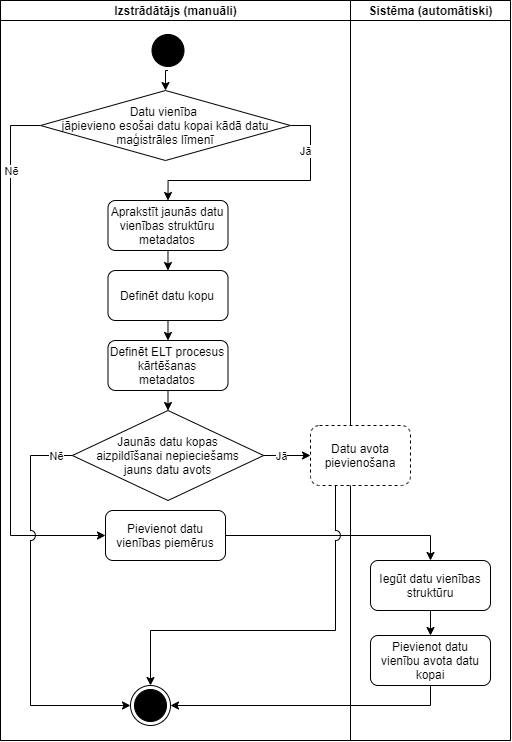 Izstrādātājs (manuāli)
Sistēma (automātiski)
Datu vienība
jāpievieno esošai datu kopai kādā datu
maģistrāles līmenī
Jā
Nē
Aprakstīt jaunās datu
vienības struktūru
metadatos
Definēt datu kopu
Definēt ELT procesus
kārtēšanas
metadatos
Jaunās datu kopas
aizpildīšanai nepieciešams
jauns datu avots
Nē
Jā
Datu avota
pievienošana
Pievienot datu
vienības piemērus
Iegūt datu vienības
struktūru
Pievienot datu
vienību avota datu
kopai